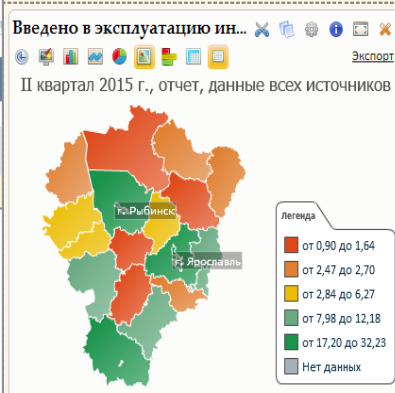 Введено в эксплуатацию ин...
Экспорт
II квартал 2015 г., отчет, данные всех источников
г. Рыбинск
г. Ярославль
Легенда
от 0,90 до 1,64
от 2,47 до 2,70
от 2,84 до 6,27
от 7,98 до 12,18
от 17,20 до 32,23
Нет данных